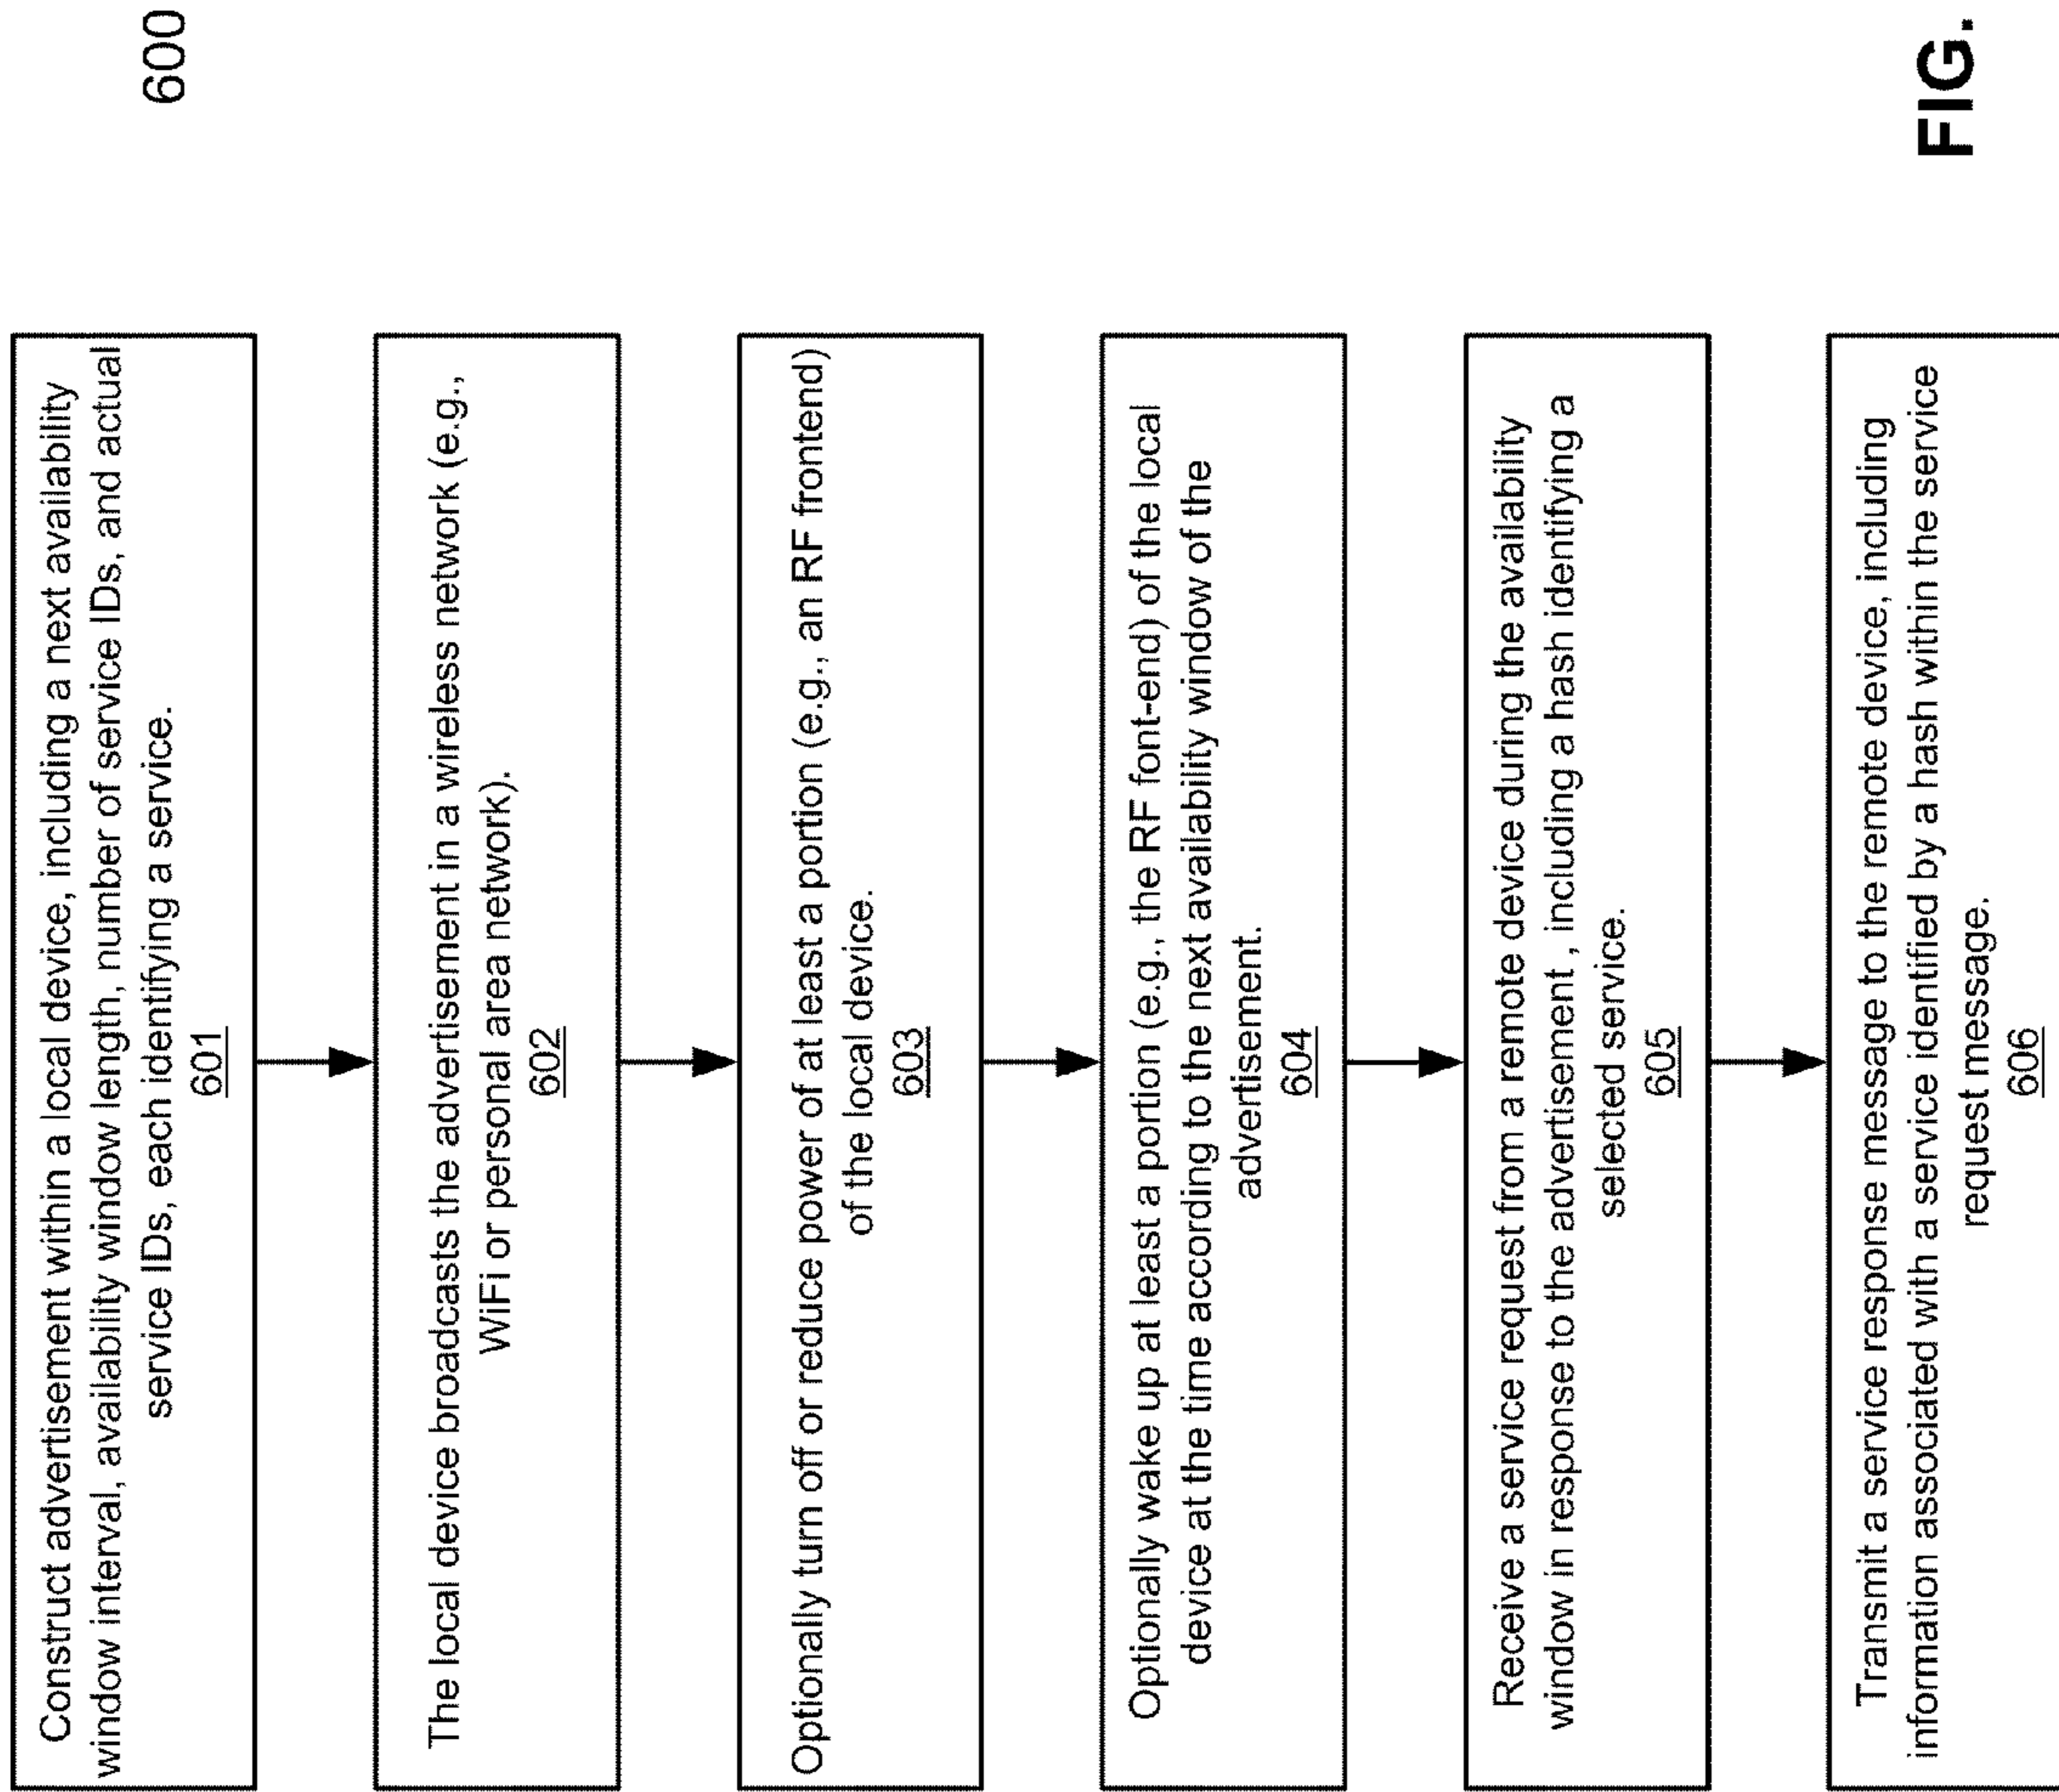 600
Construct advertisement within a local device, including a next availability
window interval, availability window length, number of service IDs, and actual
service IDs, each identifying a service.
601
The local device broadcasts the advertisement in a wireless network (e.g.,
WiFi or personal area network).
602
Optionally turn off or reduce power of at least a portion (e.g., an RF frontend)
of the local device.
603
Optionally wake up at least a portion (e.g., the RF font-end) of the local
device at the time according to the next availability window of the
advertisement.
604
Receive a service request from a remote device during the availability
window in response to the advertisement , including a hash identifying a
selected service.
605
Transmit a service response message to the remote device, including
information associated with a service identified by a hash within the service
request message.
606
FIG.